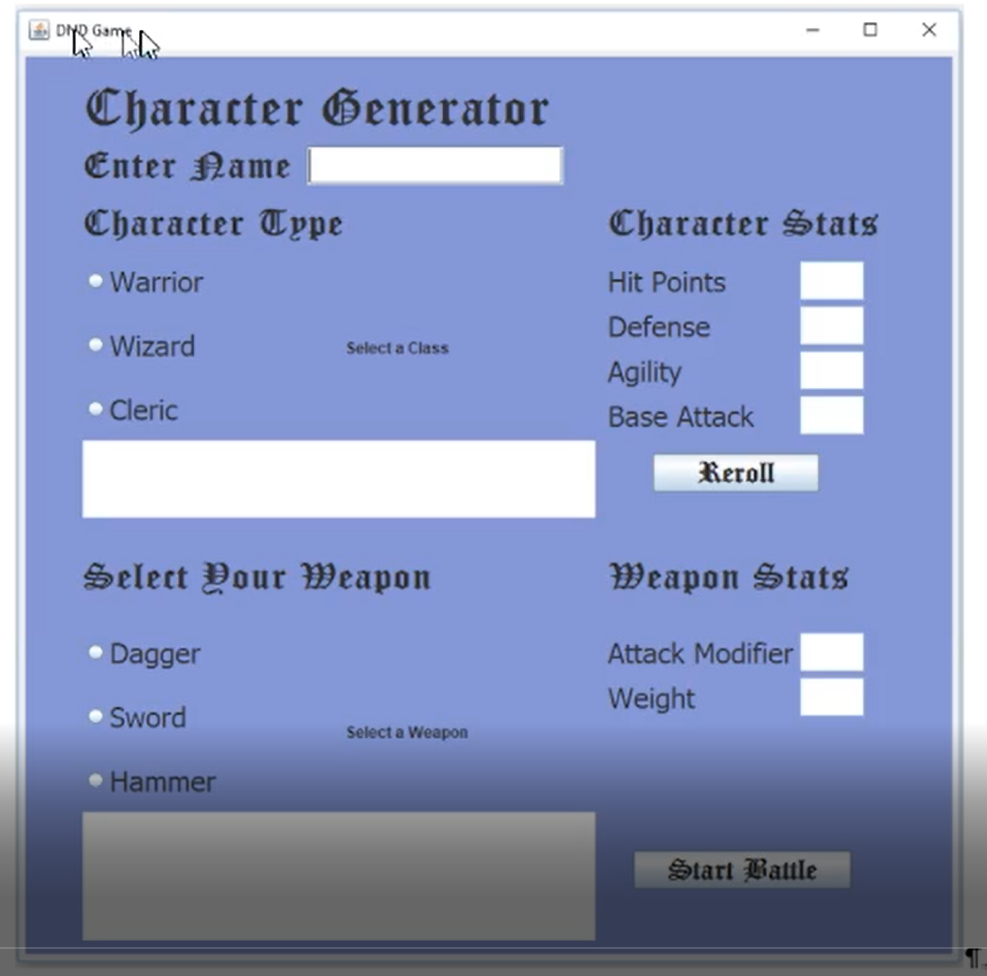 DND Game
Character Generator
Enter Name
Character Type
Warrior
Wizard
Select a Class
Cleric
Character Stats
Hit Points
Defense
Agility
Base Attack
Reroll
Select Your Weapon
Dagger
Sword
Select a Weapon
Hammer
Weapon Stats
Attack Modifier
Weight
Start Battle
¶